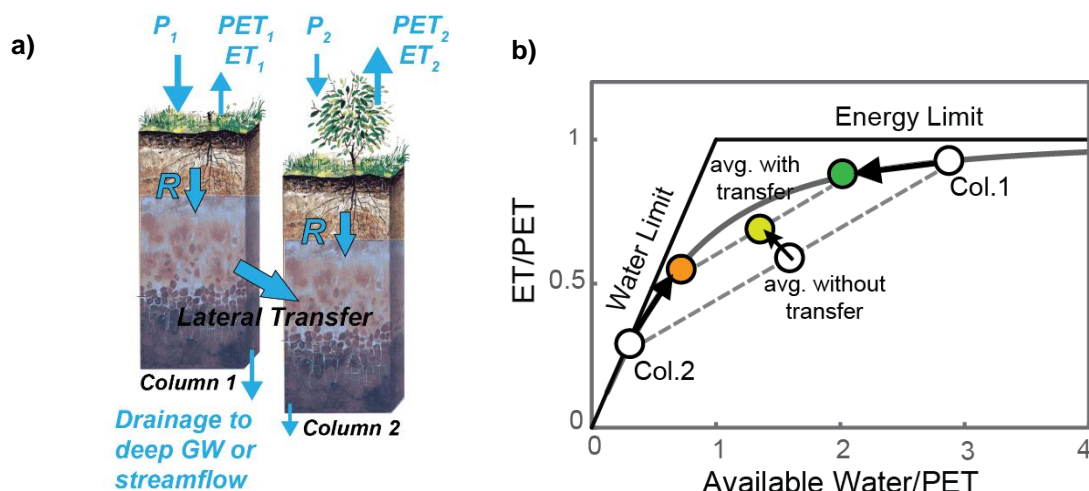 a)
P₁
PET₁
ET₁
P₂
PET₂
ET₂
R
R
Lateral Transfer
Column 1
Column 2
Drainage to
deep GW or
streamflow
b)
Energy Limit
Water Limit
avg. with
transfer
Col.1
avg. without
transfer
Col.2
ET/PET
1
0.5
0
0
1
2
3
4
Available Water/PET